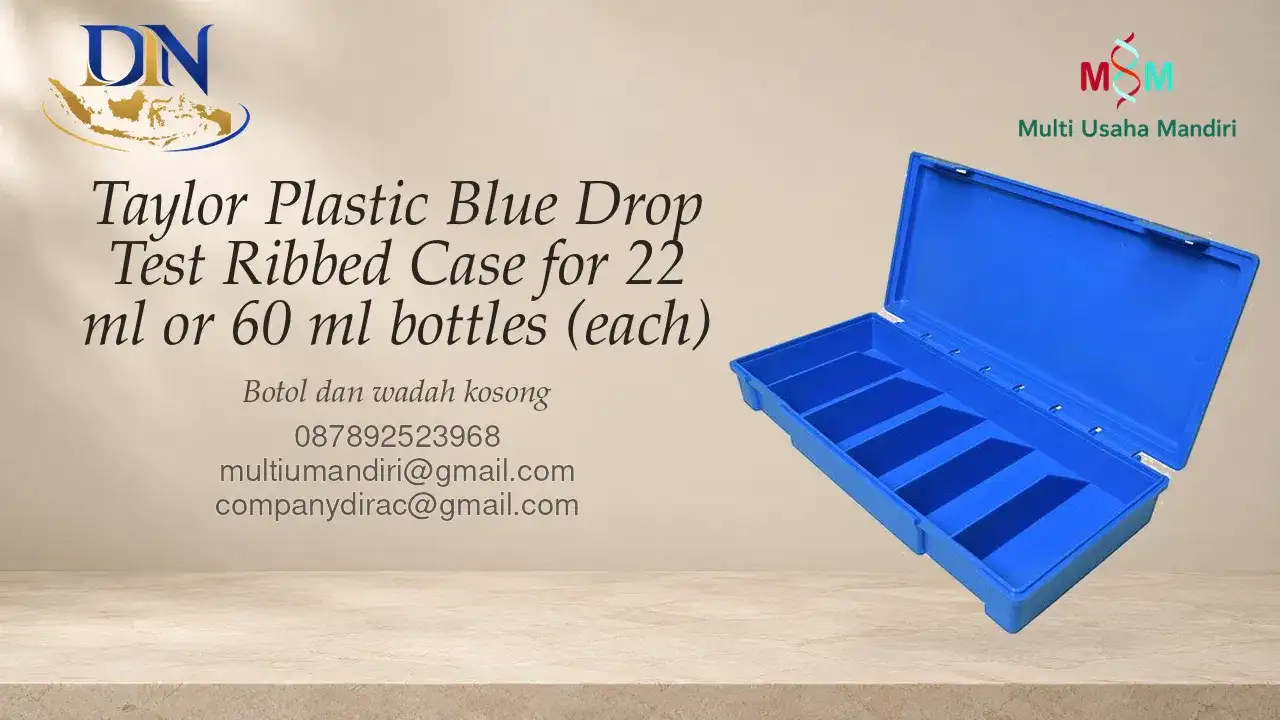 DIN
M M
Multi Usaha Mandiri
Taylor Plastic Blue Drop
Test Ribbed Case for 22
ml or 60 ml bottles (each)
Botol dan wadah kosong
087892523968
multiumandiri@gmail.com
companydirac@gmail.com